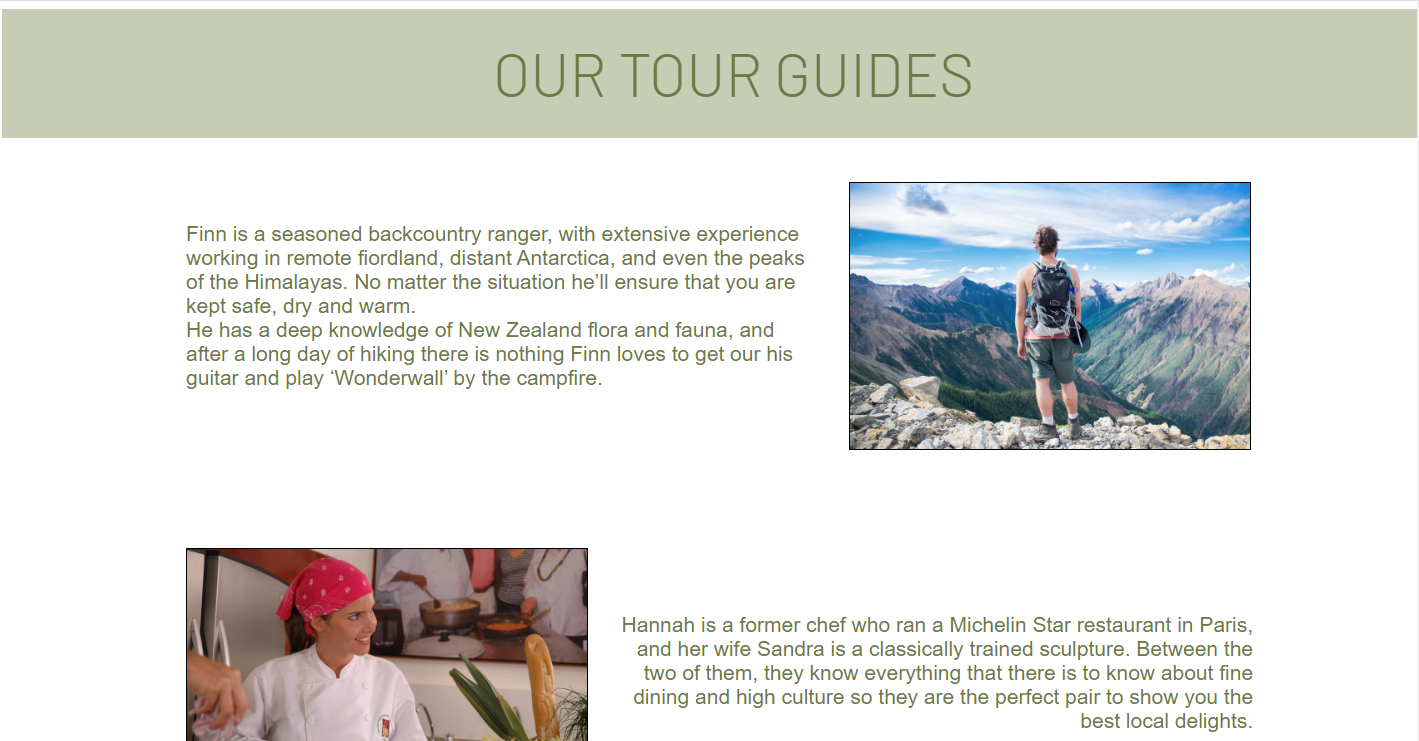 OUR TOUR GUIDES
Finn is a seasoned backcountry ranger, with extensive experience
working in remote fiordland, distant Antarctica, and even the peaks
of the Himalayas. No matter the situation he’ll ensure that you are
kept safe, dry and warm.
He has a deep knowledge of New Zealand flora and fauna, and
after a long day of hiking there is nothing Finn loves to get our his
guitar and play ‘Wonderwall’ by the campfire.
Hannah is a former chef who ran a Michelin Star restaurant in Paris,
and her wife Sandra is a classically trained sculpture. Between the
two of them, they know everything that there is to know about fine
dining and high culture so they are the perfect pair to show you the
best local delights.